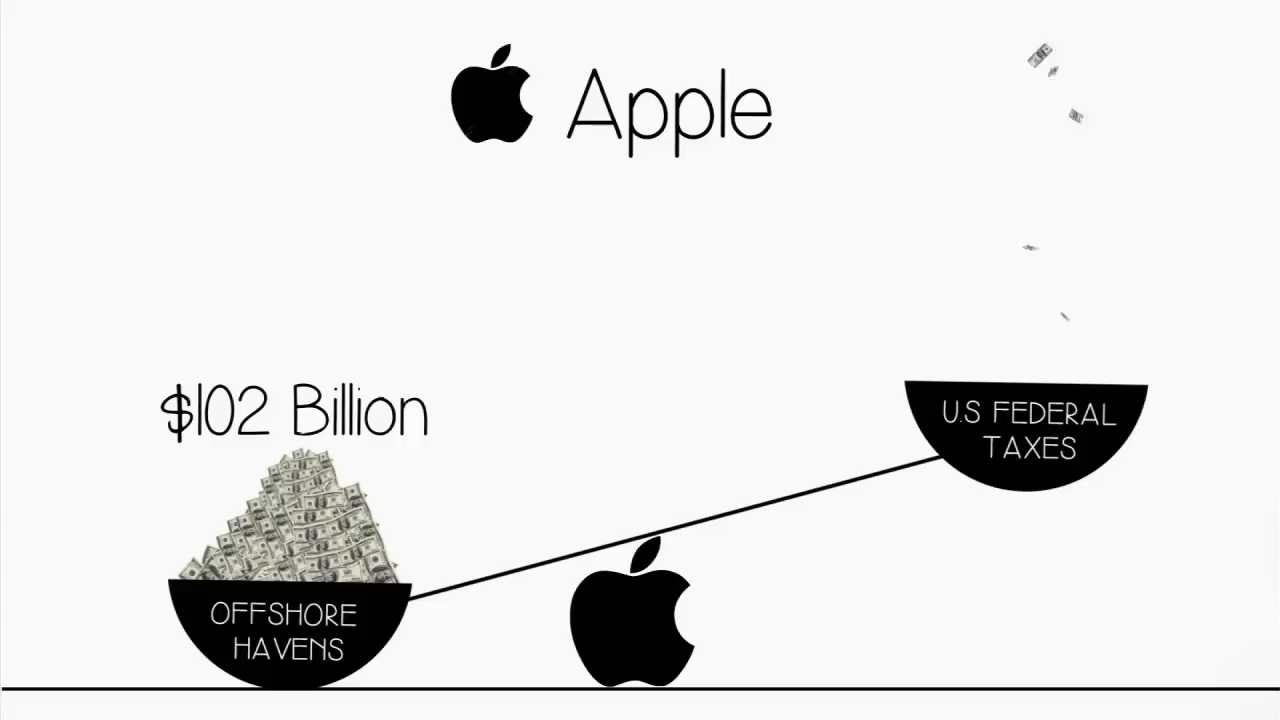 Apple
$102 Billion
U.S FEDERAL
TAXES
OFFSHORE
HAVENS